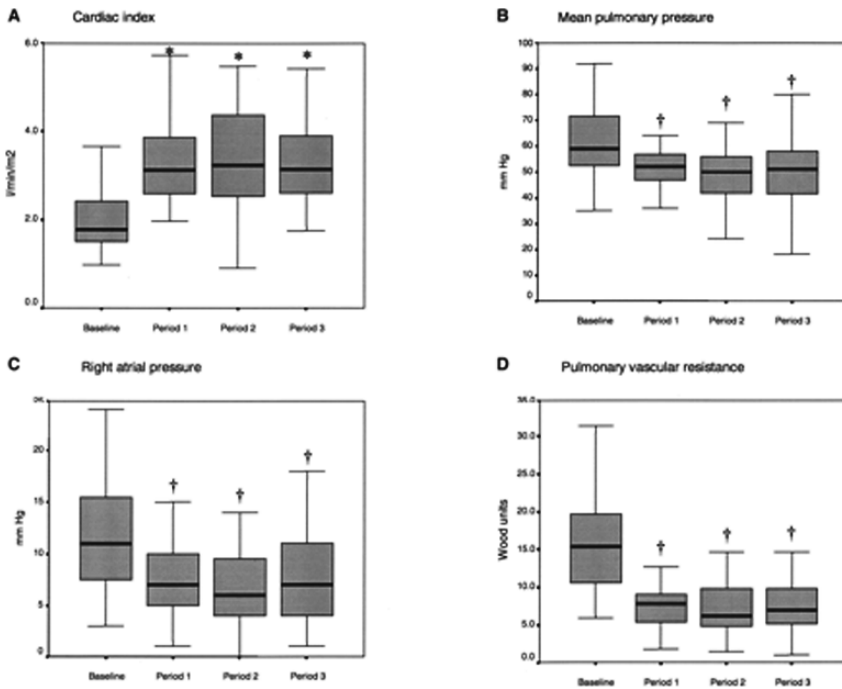 A Cardiac index
6.0
4.0
2.0
0.0
l/min/m2
* * *
Baseline Period 1 Period 2 Period 3
B Mean pulmonary pressure
100
90
80
70
60
50
40
30
20
10
0
mm Hg
† † †
Baseline Period 1 Period 2 Period 3
C Right atrial pressure
25
20
15
10
5
0
mm Hg
† † †
Baseline Period 1 Period 2 Period 3
D Pulmonary vascular resistance
35.0
30.0
25.0
20.0
15.0
10.0
5.0
0.0
Wood units
† † †
Baseline Period 1 Period 2 Period 3